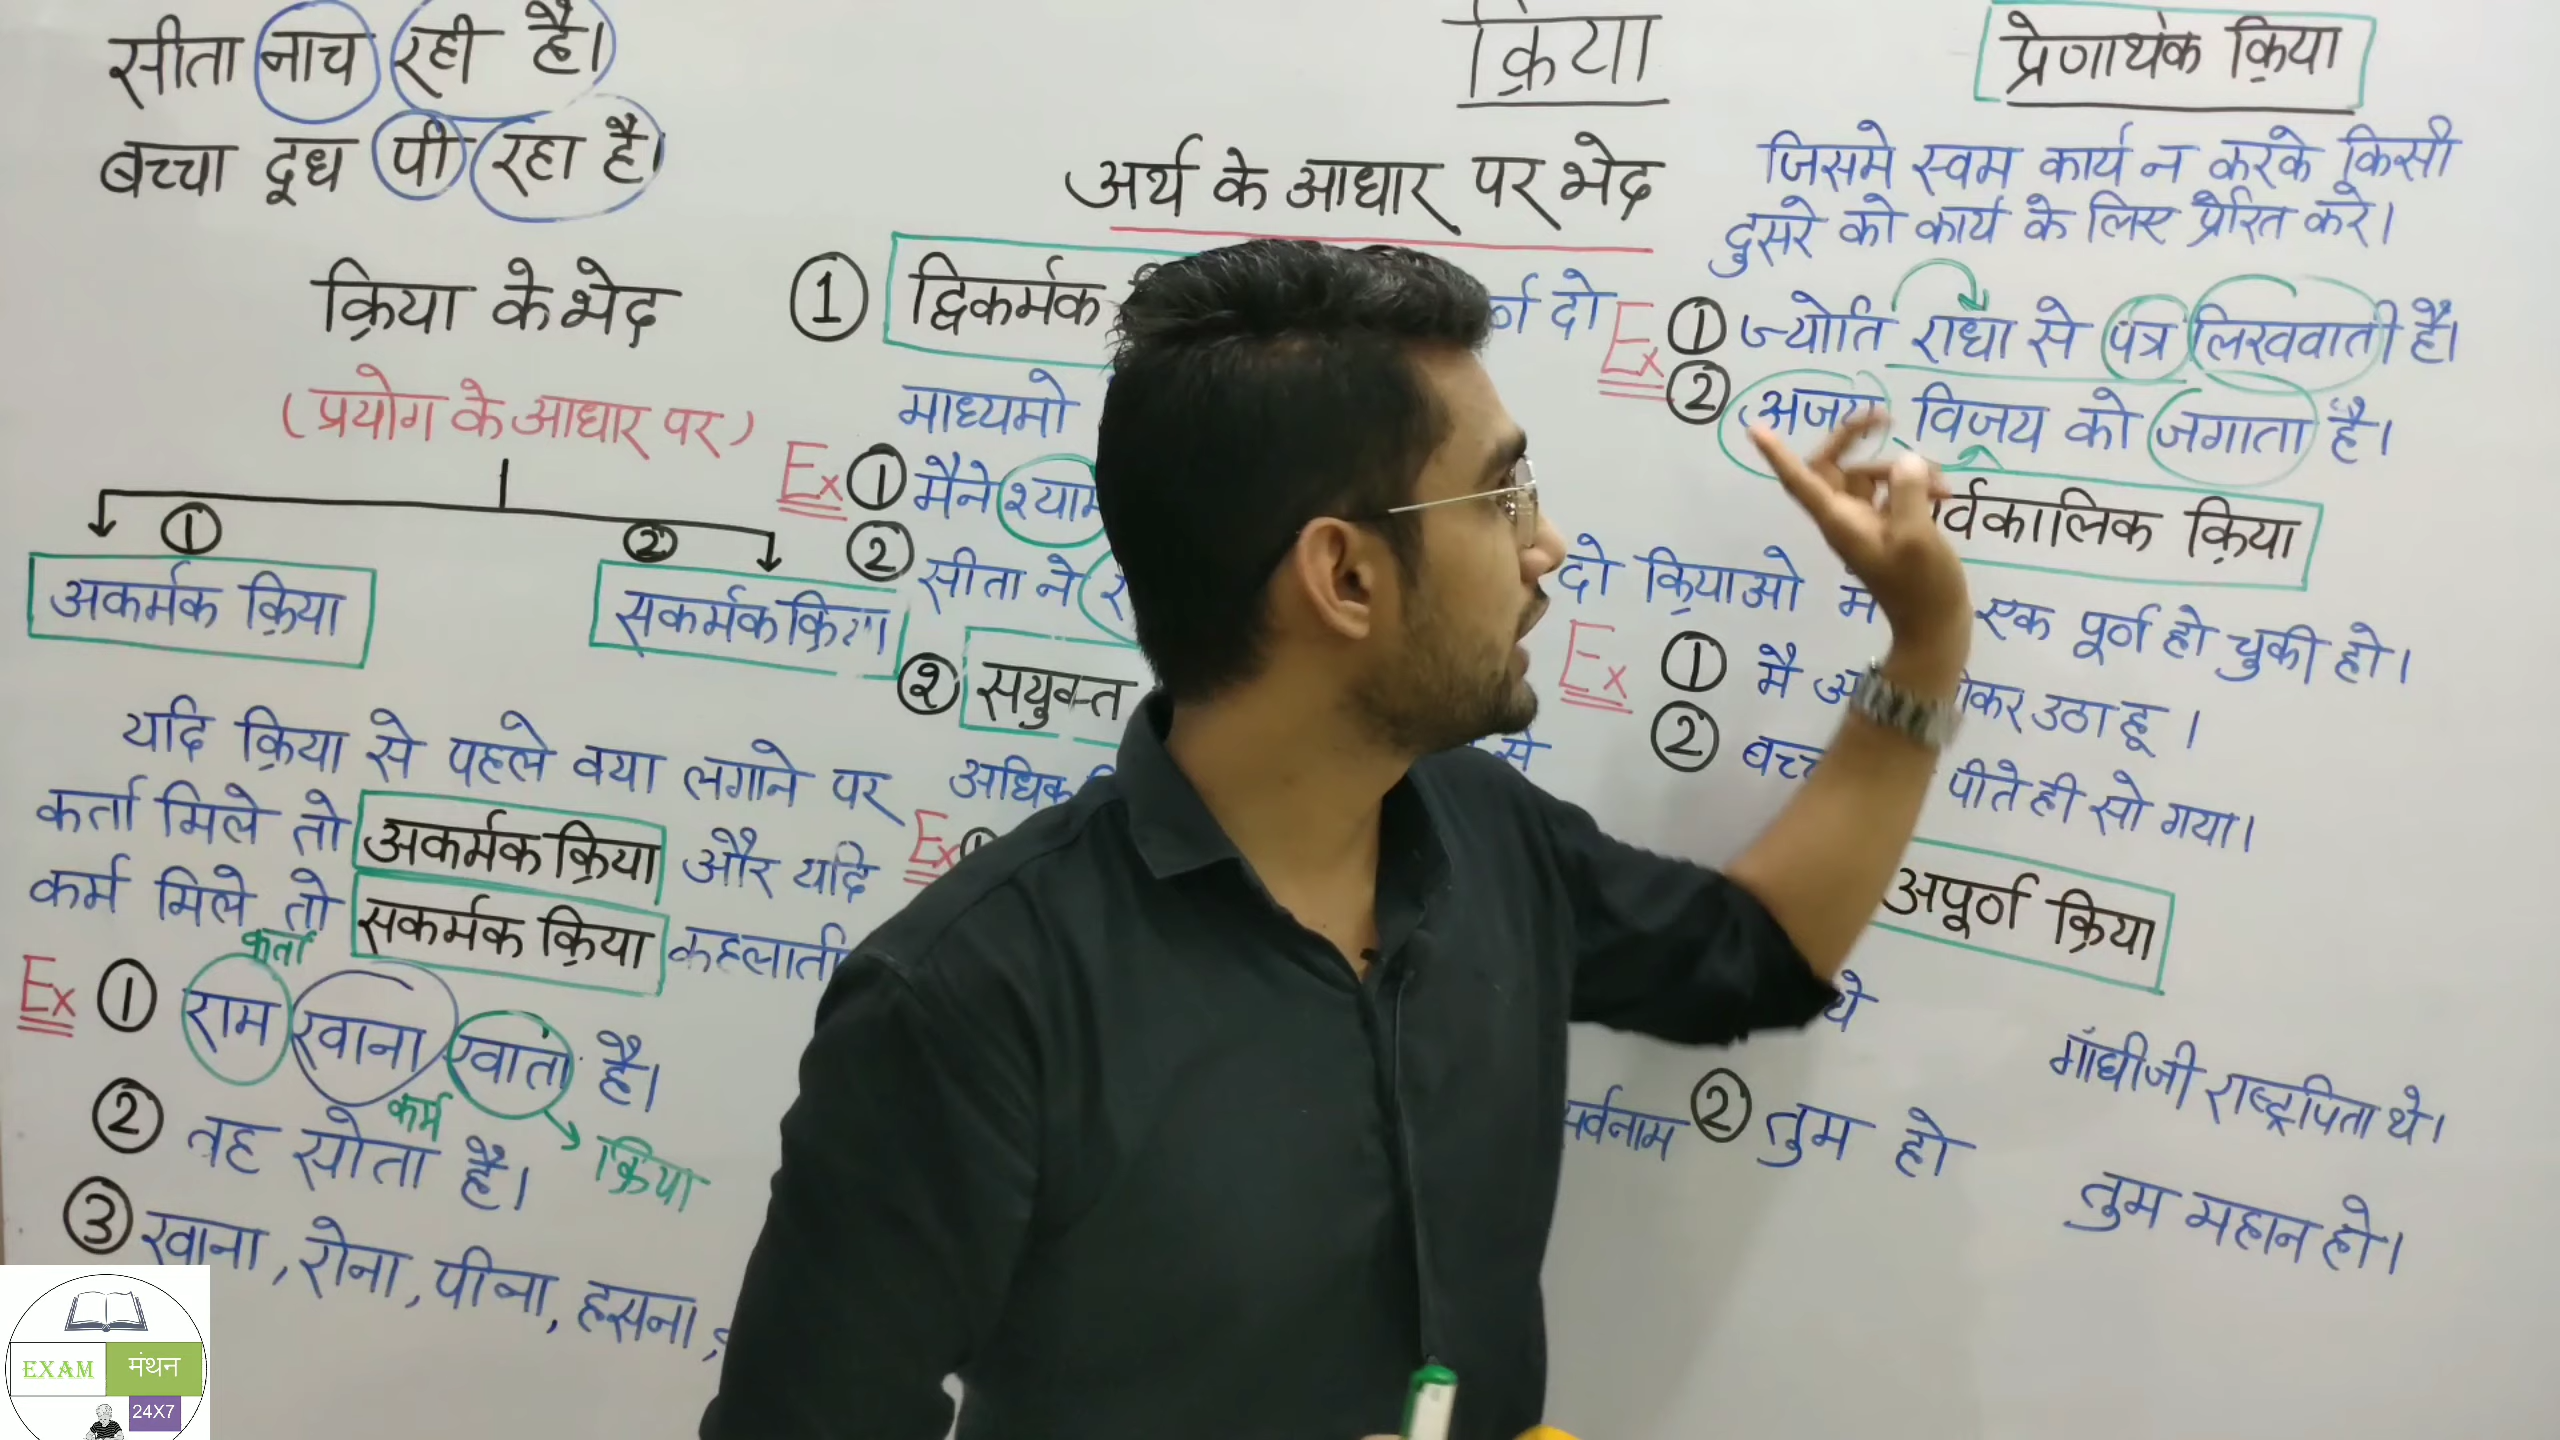 सीता नाच रही है।
बच्चा दूध पी रहा है।
क्रिया के भेद
(प्रयोग के आधार पर)
① ②
अकर्मक क्रिया सकर्मक क्रिया
यदि क्रिया से पहले क्या लगाने पर
कर्ता मिले तो अकर्मक क्रिया और यदि
कर्म मिले तो सकर्मक क्रिया कहलाती
कर्ता
Ex ① राम खाना खाता है।
कर्म
क्रिया
② वह सोता है।
③ खाना, रोना, पीना, हसना,
क्रिया
अर्थ के आधार पर भेद
① द्विकर्मक
दो
माध्यमो
Ex ① मैने श्याम
② सीता ने
② सयुक्त
अधिक
से
Ex
प्रेणार्थक क्रिया
जिसमे स्वम कार्य न करके किसी
दुसरे को कार्य के लिए प्रेरित करे।
Ex ① ज्योति राधा से पत्र लिखवाती है।
② अजय विजय को जगाता है।
र्वकालिक क्रिया
दो क्रियाओ मे एक पूर्ण हो चुकी हो।
Ex ① मै उठा हू।
② पीते ही सो गया।
अपूर्ण क्रिया
थे
गाँधीजी राष्ट्रपिता थे।
सर्वनाम ② तुम हो
तुम महान हो।
EXAM मंथन
24X7